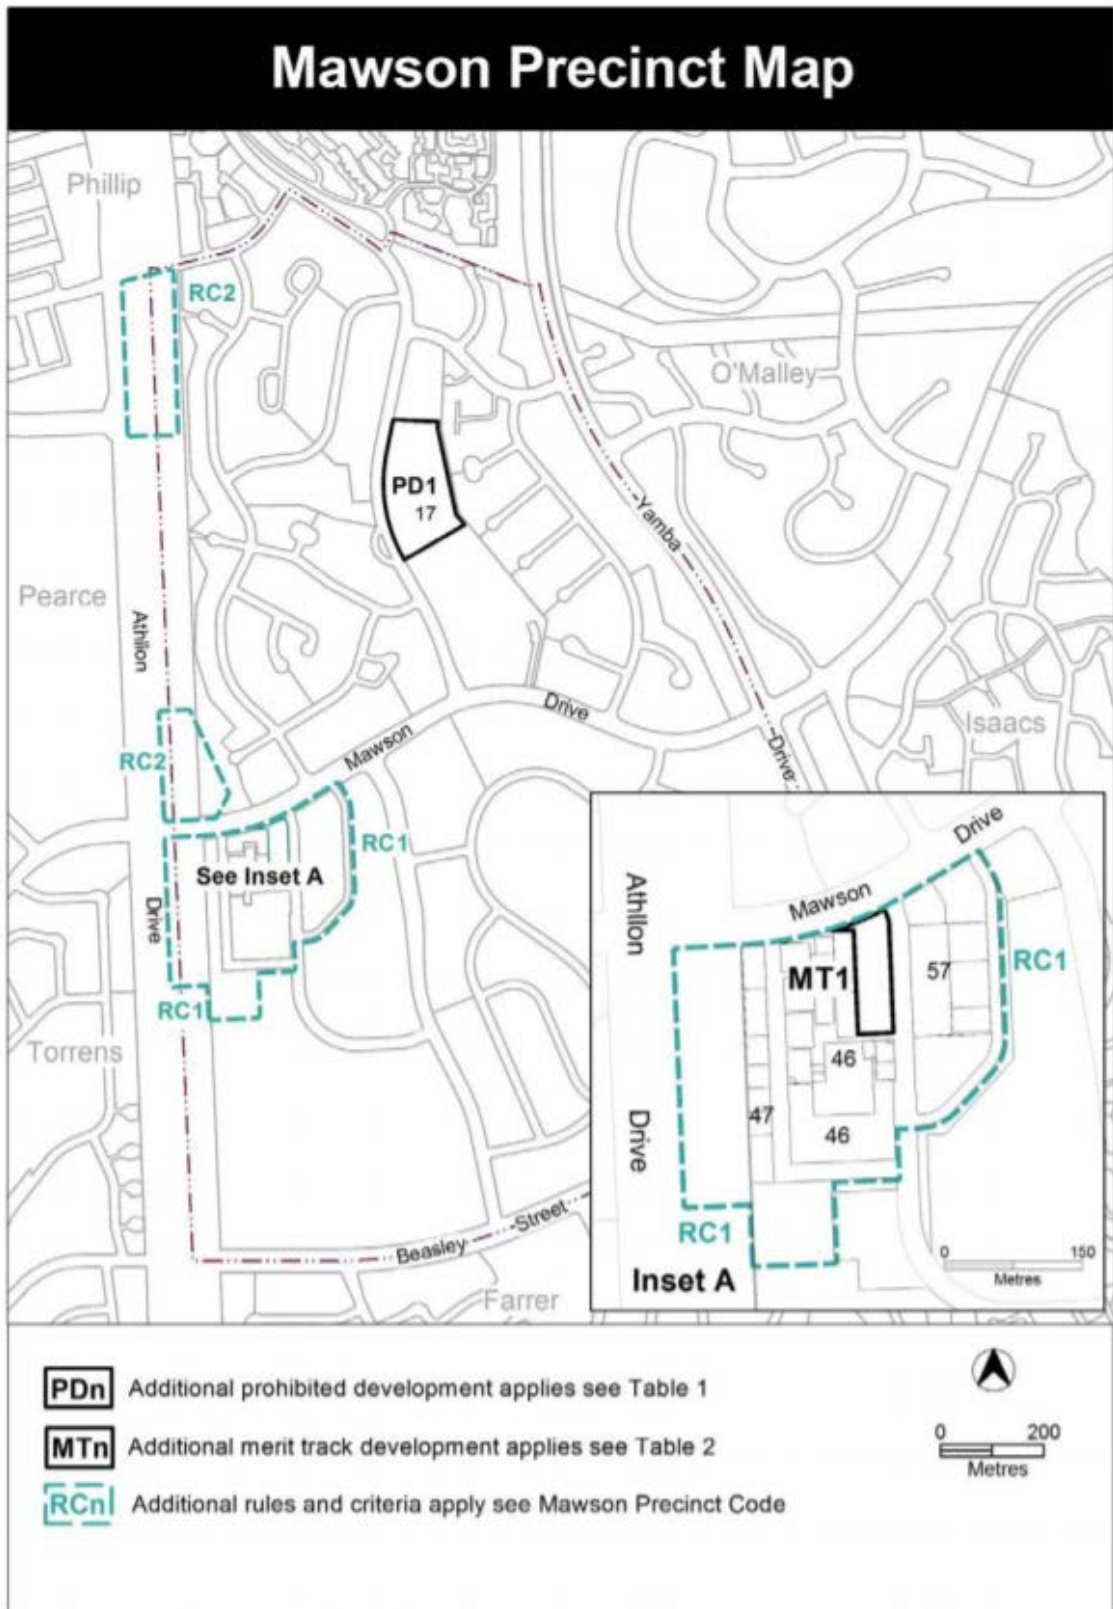 Mawson Precinct Map
Phillip
RC2
O'Malley
PD1
17
Yamba
Pearce
Athllon
Drive
Isaacs
Mawson
Drive
RC2
RC1
See Inset A
Drive
RC1
Torrens
Beasley
Street
Farrer
Drive
Athllon
Mawson
MT1
57
RC1
46
47
46
Drive
RC1
Inset A
0 150
Metres
PDn Additional prohibited development applies see Table 1
MTn Additional merit track development applies see Table 2
RCn Additional rules and criteria apply see Mawson Precinct Code
0 200
Metres